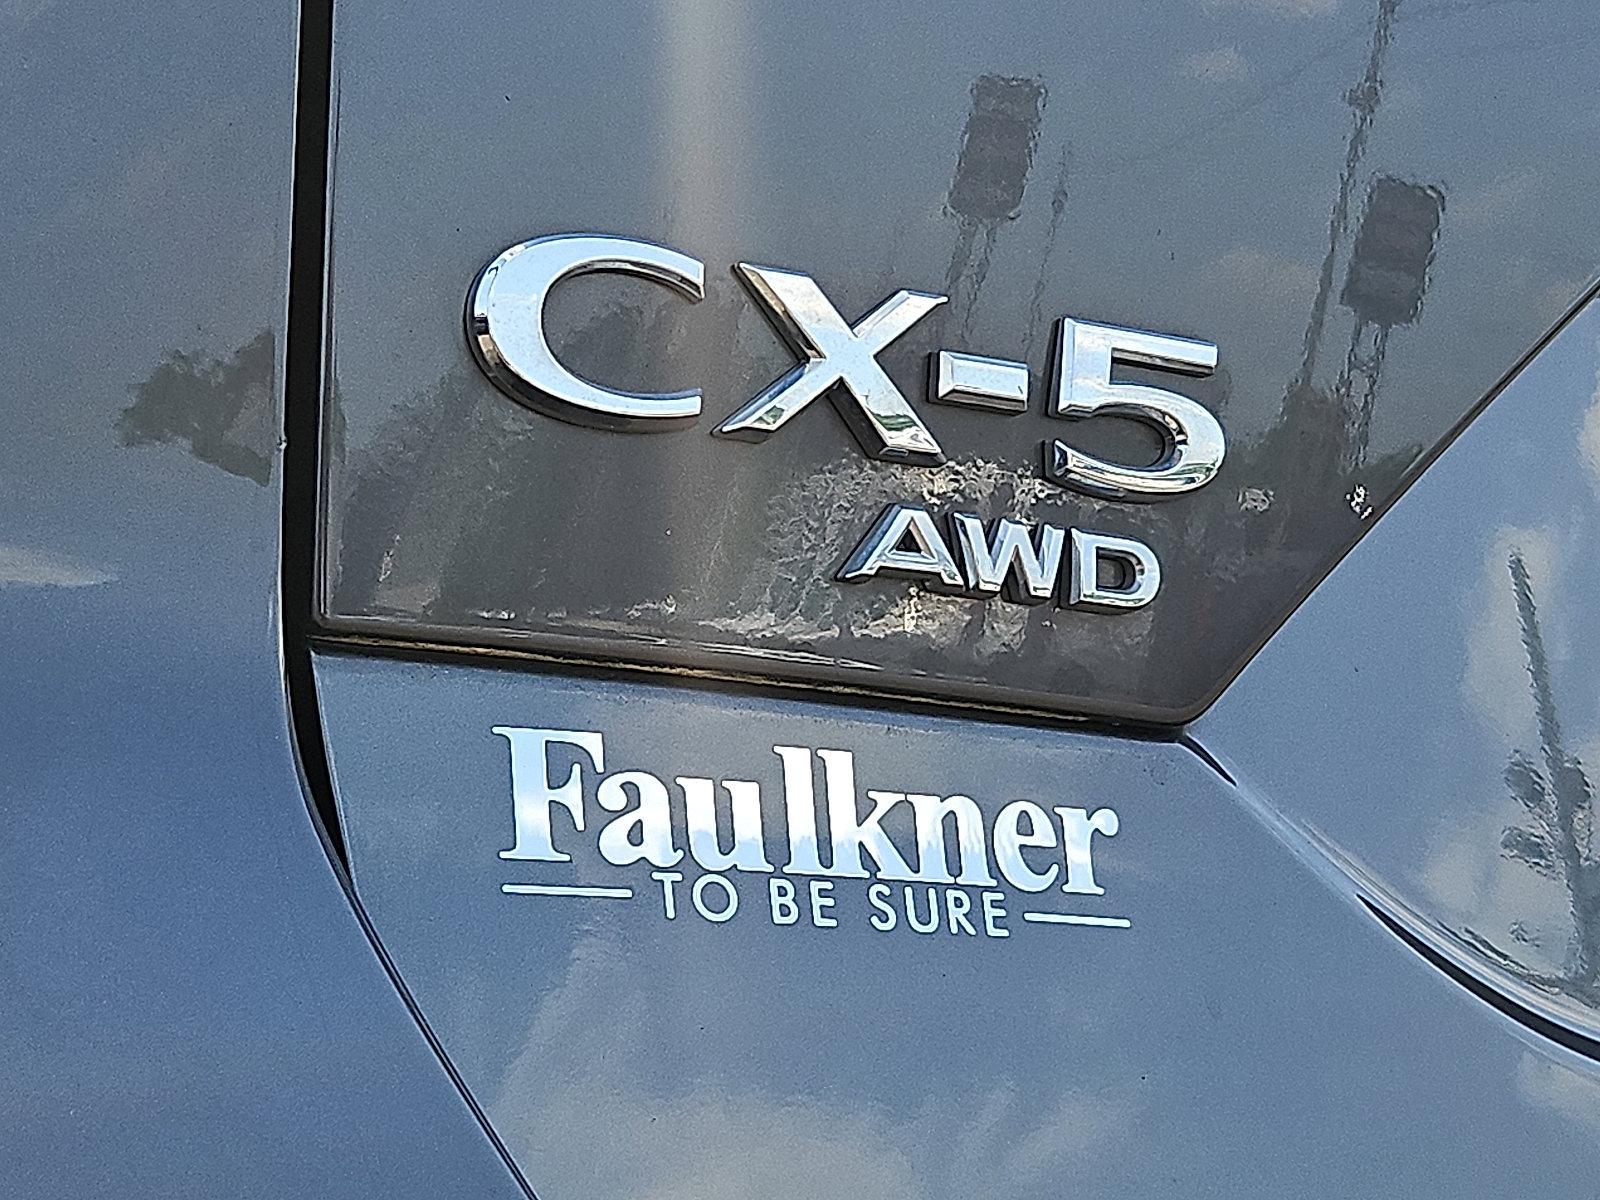 CX-5
AWD
Faulkner
TO BE SURE